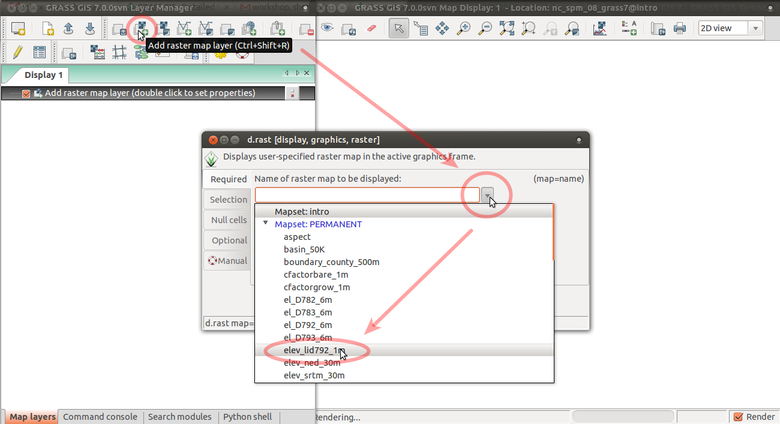 GRASS GIS 7.0.0svn Layer Manager
GRASS GIS 7.0.0svn Map Display: 1 - Location: nc_spm_08_grass7@intro
2D view
Add raster map layer (Ctrl+Shift+R)
Display 1
Add raster map layer (double click to set properties)
d.rast [display, graphics, raster]
Displays user-specified raster map in the active graphics frame.
Required
Name of raster map to be displayed:
(map=name)
Selection
Null cells
Optional
Manual
Mapset: intro
Mapset: PERMANENT
aspect
basin_50K
boundary_county_500m
cfactorbare_1m
cfactorgrow_1m
el_D782_6m
el_D783_6m
el_D792_6m
el_D793_6m
elev_lid792_1m
elev_ned_30m
elev_srtm_30m
d.rast map=
Map layers
Command console
Search modules
Python shell
Rendering...
Render